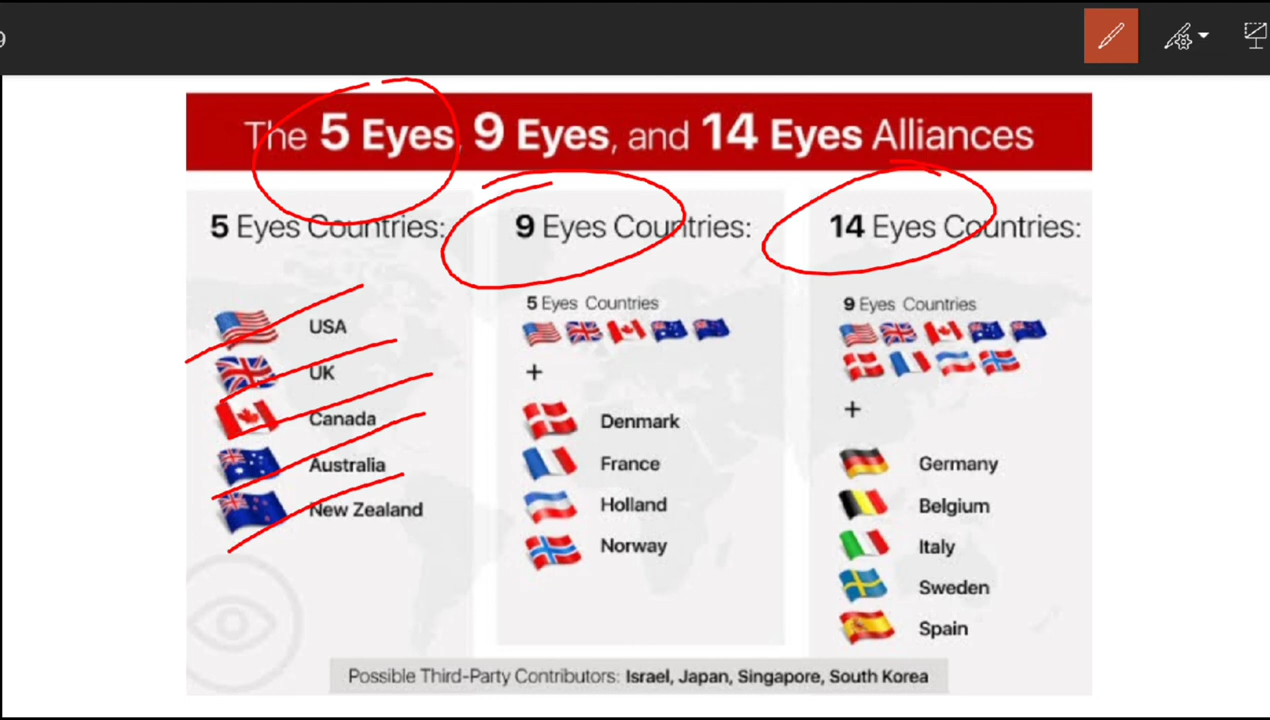 9
The 5 Eyes, 9 Eyes, and 14 Eyes Alliances
5 Eyes Countries:
USA
UK
Canada
Australia
New Zealand
9 Eyes Countries:
5 Eyes Countries
+
Denmark
France
Holland
Norway
14 Eyes Countries:
9 Eyes Countries
+
Germany
Belgium
Italy
Sweden
Spain
Possible Third-Party Contributors: Israel, Japan, Singapore, South Korea